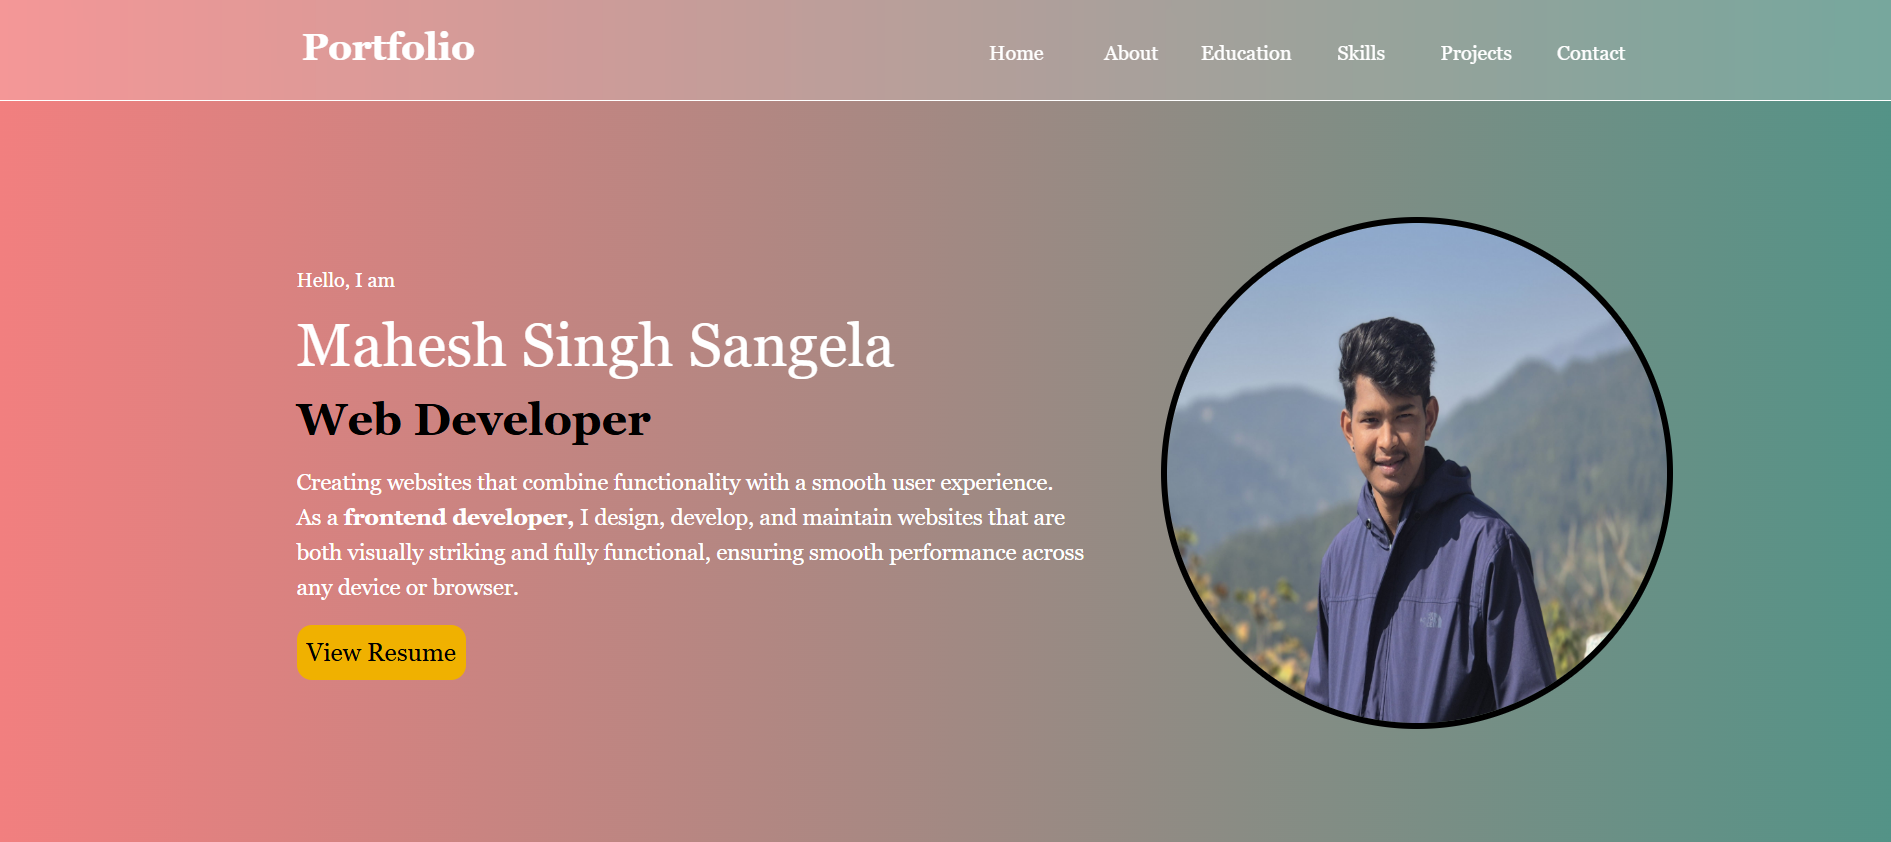 Portfolio
Home About Education Skills Projects Contact
Hello, I am
Mahesh Singh Sangela
Web Developer
Creating websites that combine functionality with a smooth user experience.
As a frontend developer, I design, develop, and maintain websites that are
both visually striking and fully functional, ensuring smooth performance across
any device or browser.
View Resume